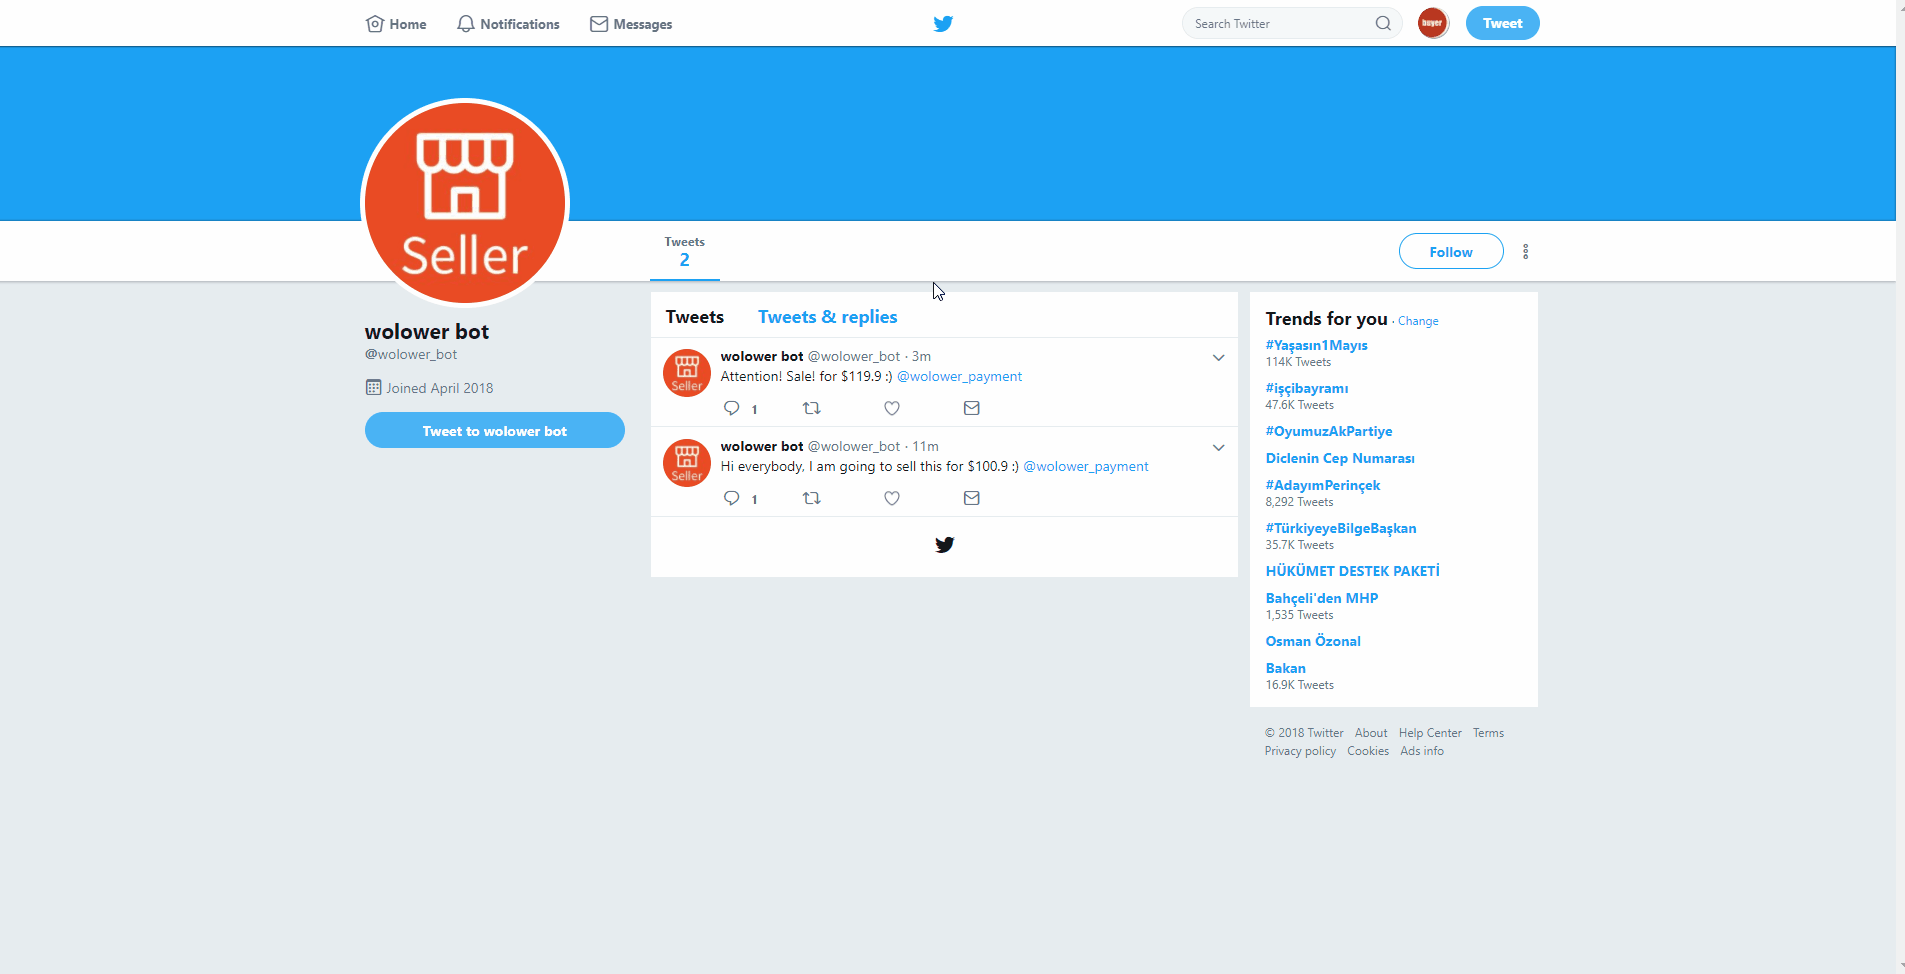 Home Notifications Messages Search Twitter buyer Tweet
Seller
Tweets
2
Follow
wolower bot
@wolower_bot
Joined April 2018
Tweet to wolower bot
Tweets Tweets & replies
Seller
wolower bot @wolower_bot · 3m
Attention! Sale! for $119.9 :) @wolower_payment
1
Seller
wolower bot @wolower_bot · 11m
Hi everybody, I am going to sell this for $100.9 :) @wolower_payment
1
Trends for you · Change
#Yaşasın1Mayıs
114K Tweets
#işçibayramı
47.6K Tweets
#OyumuzAkPartiye
Diclenin Cep Numarası
#AdayımPerinçek
8,292 Tweets
#TürkiyeyeBilgeBaşkan
35.7K Tweets
HÜKÜMET DESTEK PAKETİ
Bahçeli'den MHP
1,535 Tweets
Osman Özonal
Bakan
16.9K Tweets
© 2018 Twitter About Help Center Terms
Privacy policy Cookies Ads info